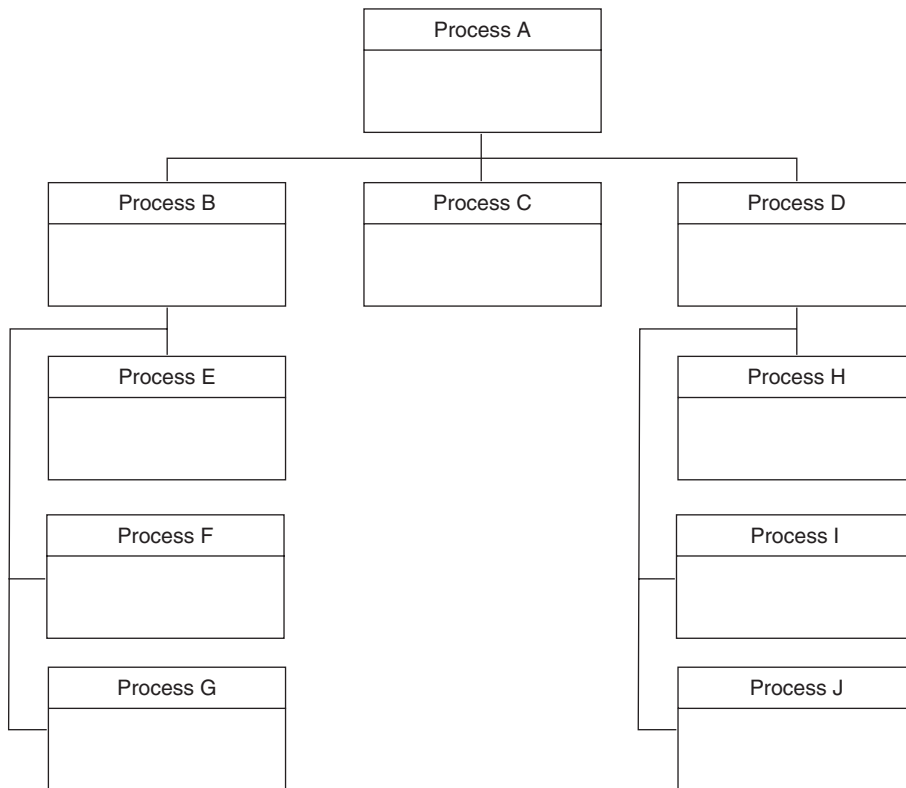 Process A
Process B
Process C
Process D
Process E
Process H
Process F
Process I
Process G
Process J